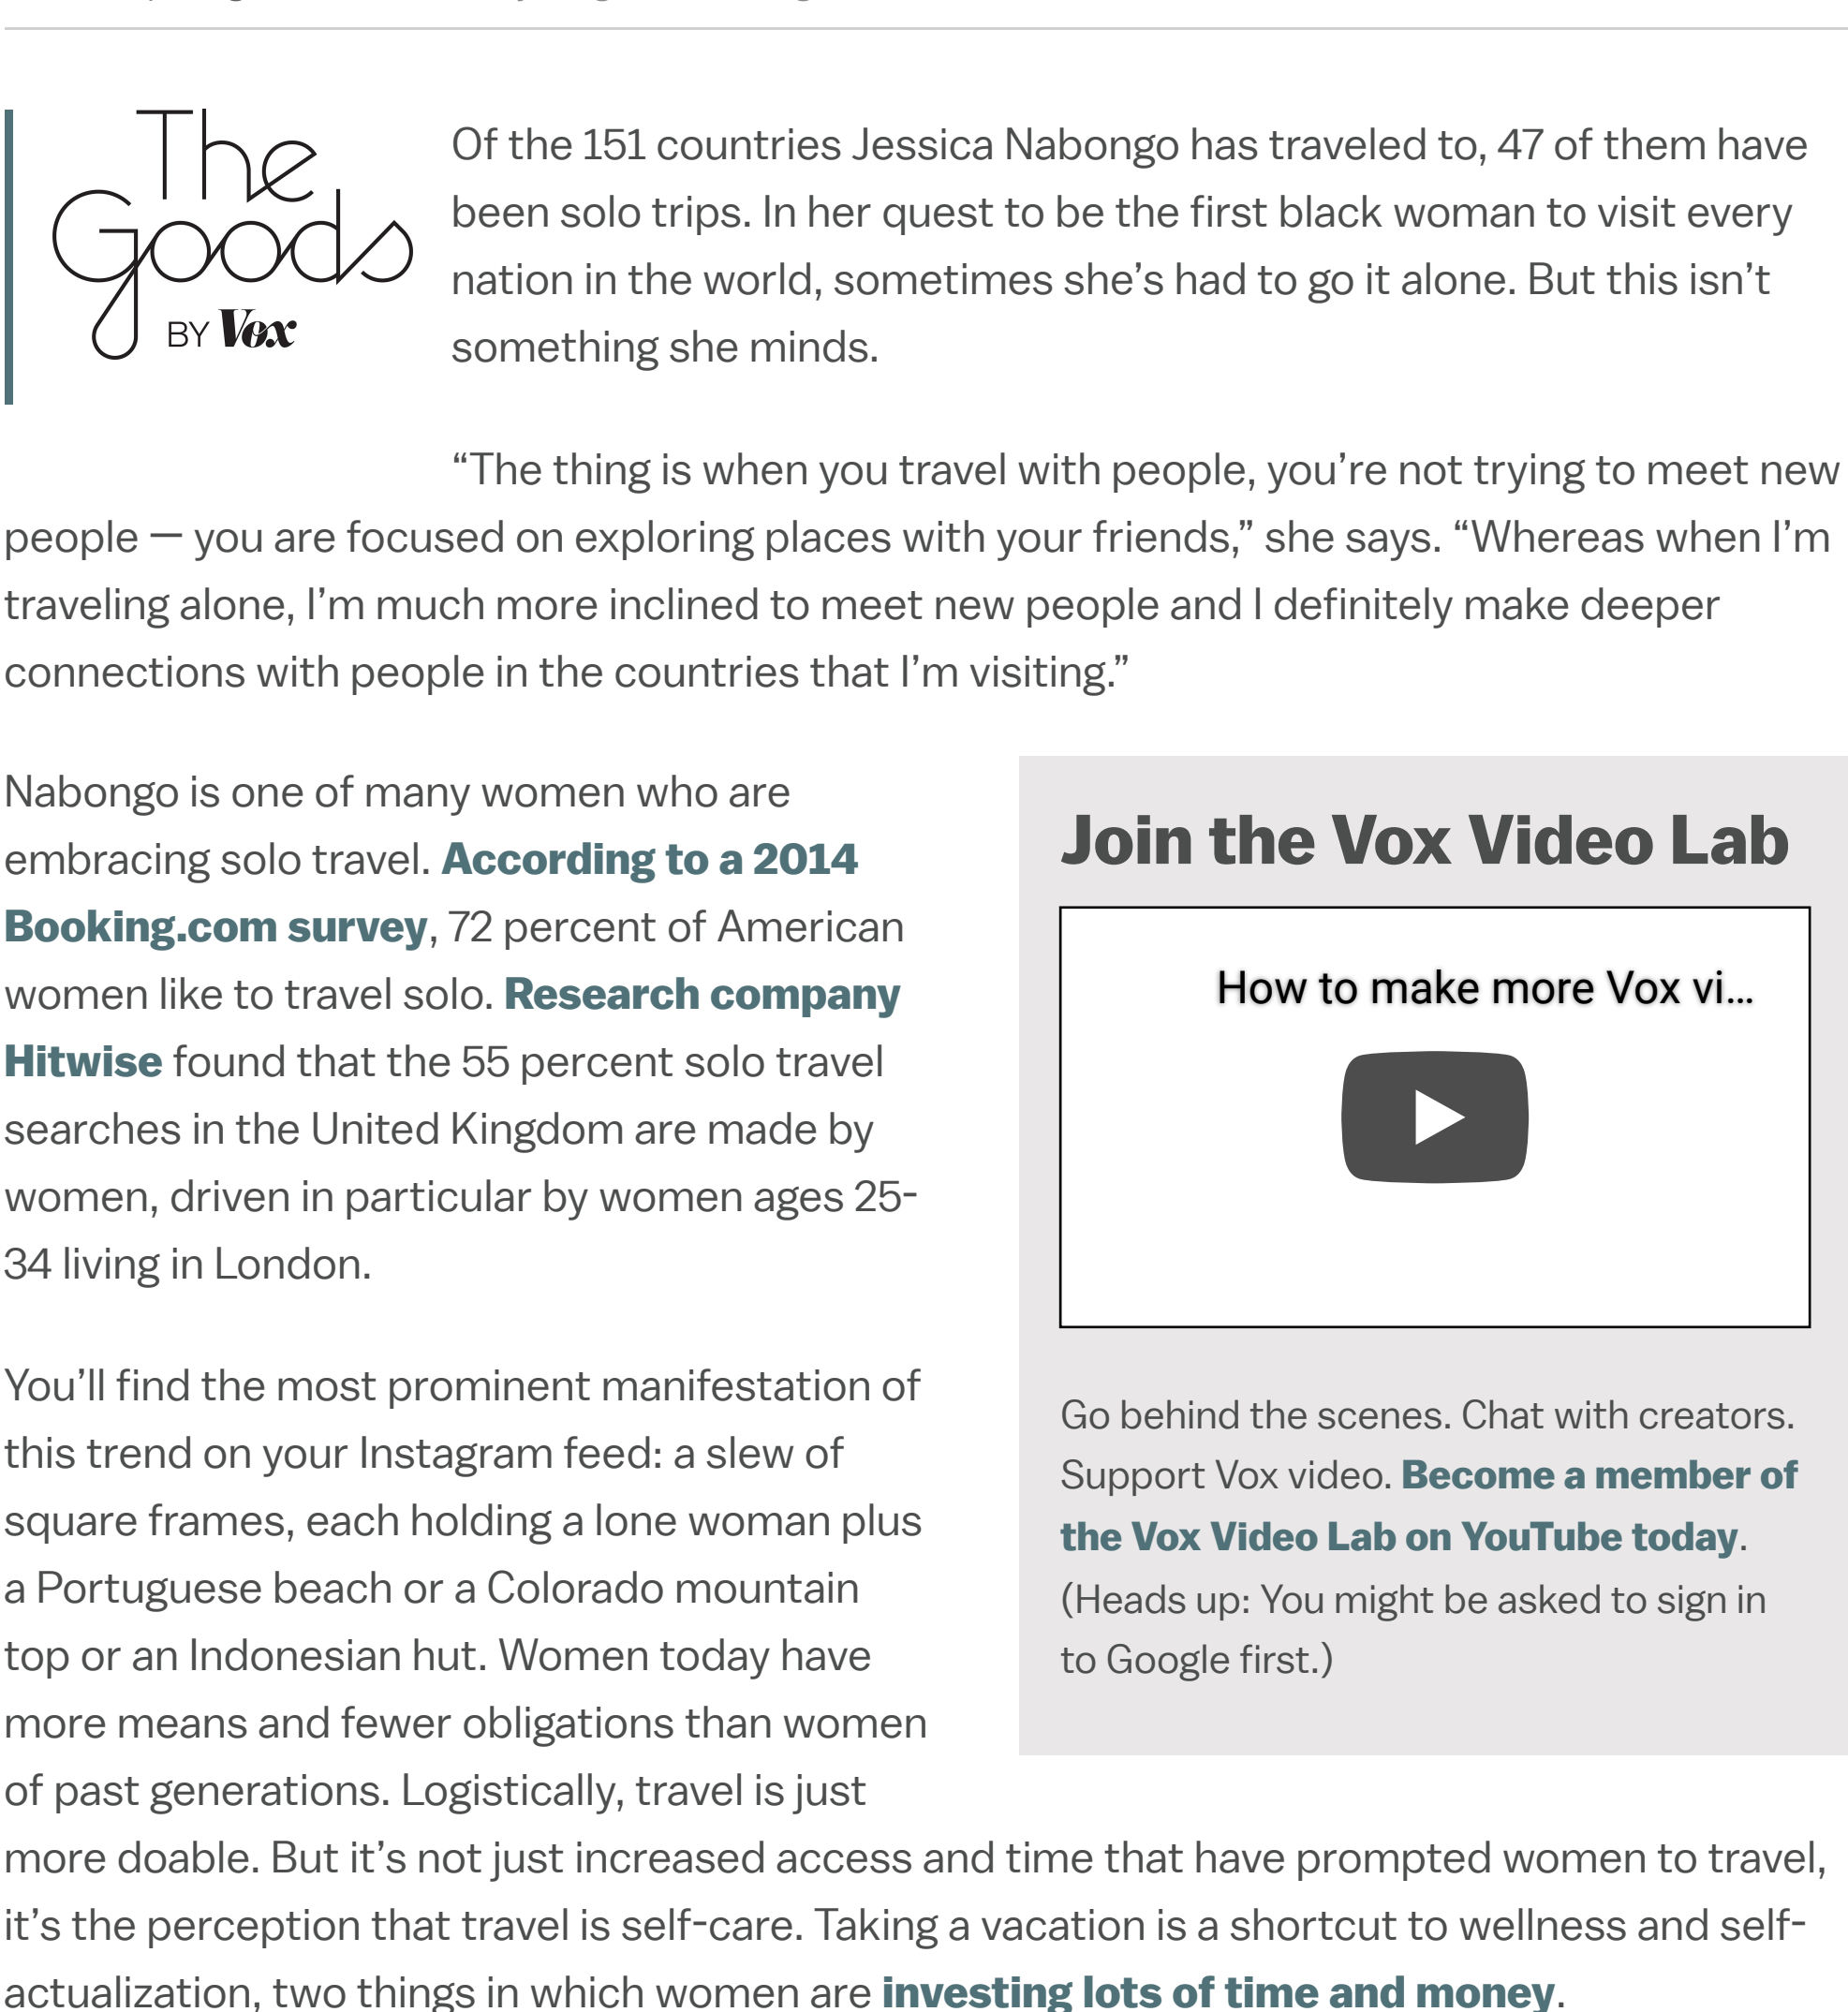 The
Goods
BY Vox
Of the 151 countries Jessica Nabongo has traveled to, 47 of them have
been solo trips. In her quest to be the first black woman to visit every
nation in the world, sometimes she’s had to go it alone. But this isn’t
something she minds.
“The thing is when you travel with people, you’re not trying to meet new
people — you are focused on exploring places with your friends,” she says. “Whereas when I’m
traveling alone, I’m much more inclined to meet new people and I definitely make deeper
connections with people in the countries that I’m visiting.”
Nabongo is one of many women who are
embracing solo travel. According to a 2014
Booking.com survey, 72 percent of American
women like to travel solo. Research company
Hitwise found that the 55 percent solo travel
searches in the United Kingdom are made by
women, driven in particular by women ages 25-
34 living in London.
You’ll find the most prominent manifestation of
this trend on your Instagram feed: a slew of
square frames, each holding a lone woman plus
a Portuguese beach or a Colorado mountain
top or an Indonesian hut. Women today have
more means and fewer obligations than women
of past generations. Logistically, travel is just
more doable. But it’s not just increased access and time that have prompted women to travel,
it’s the perception that travel is self-care. Taking a vacation is a shortcut to wellness and self-
actualization, two things in which women are investing lots of time and money.
Join the Vox Video Lab
How to make more Vox vi...
Go behind the scenes. Chat with creators.
Support Vox video. Become a member of
the Vox Video Lab on YouTube today.
(Heads up: You might be asked to sign in
to Google first.)